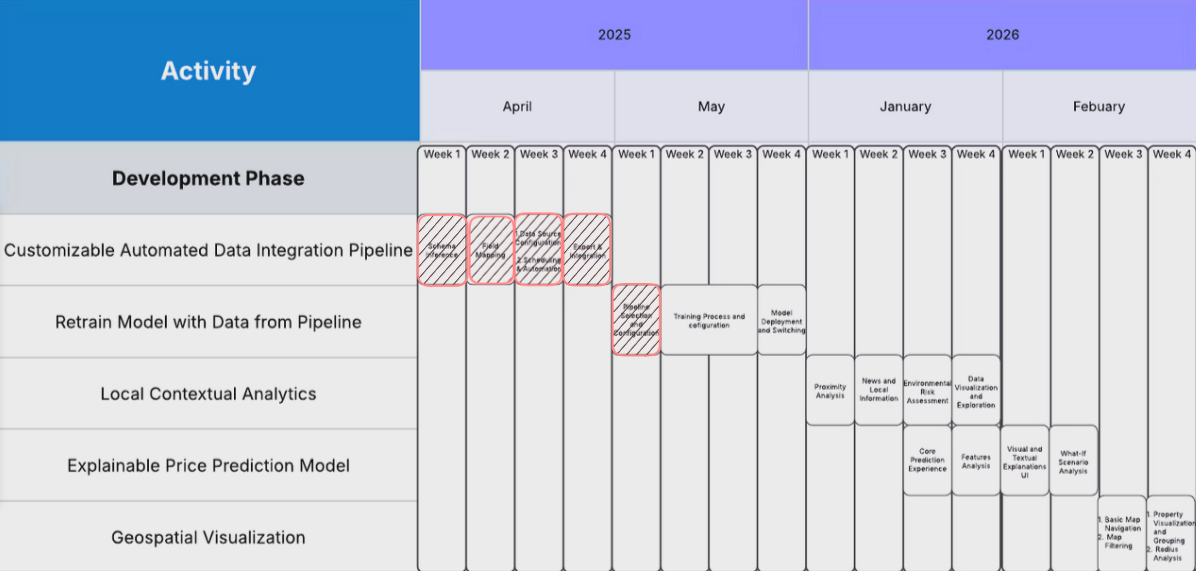 Activity
2025
2026
April
May
January
Febuary
Development Phase
Week 1
Week 2
Week 3
Week 4
Week 1
Week 2
Week 3
Week 4
Week 1
Week 2
Week 3
Week 4
Week 1
Week 2
Week 3
Week 4
Customizable Automated Data Integration Pipeline
Schema
Inference
Field
Mapping
1.Data Source
Configuration
2. Scheduling
& Automation
Export &
Integration
Retrain Model with Data from Pipeline
Pipeline
Selection
and
Configuration
Training Process and
cofiguration
Model
Deployment
and Switching
Local Contextual Analytics
Proximity
Analysis
News and
Local
Information
Environmental
Risk
Assessment
Data
Visualization
and
Exploration
Explainable Price Prediction Model
Core
Prediction
Experience
Features
Analysis
Visual and
Textual
Explanations
UI
What-If
Scenario
Analysis
Geospatial Visualization
1. Basic Map
Navigation
2. Map
Filtering
1. Property
Visualization
and
Grouping
2. Redius
Analysis